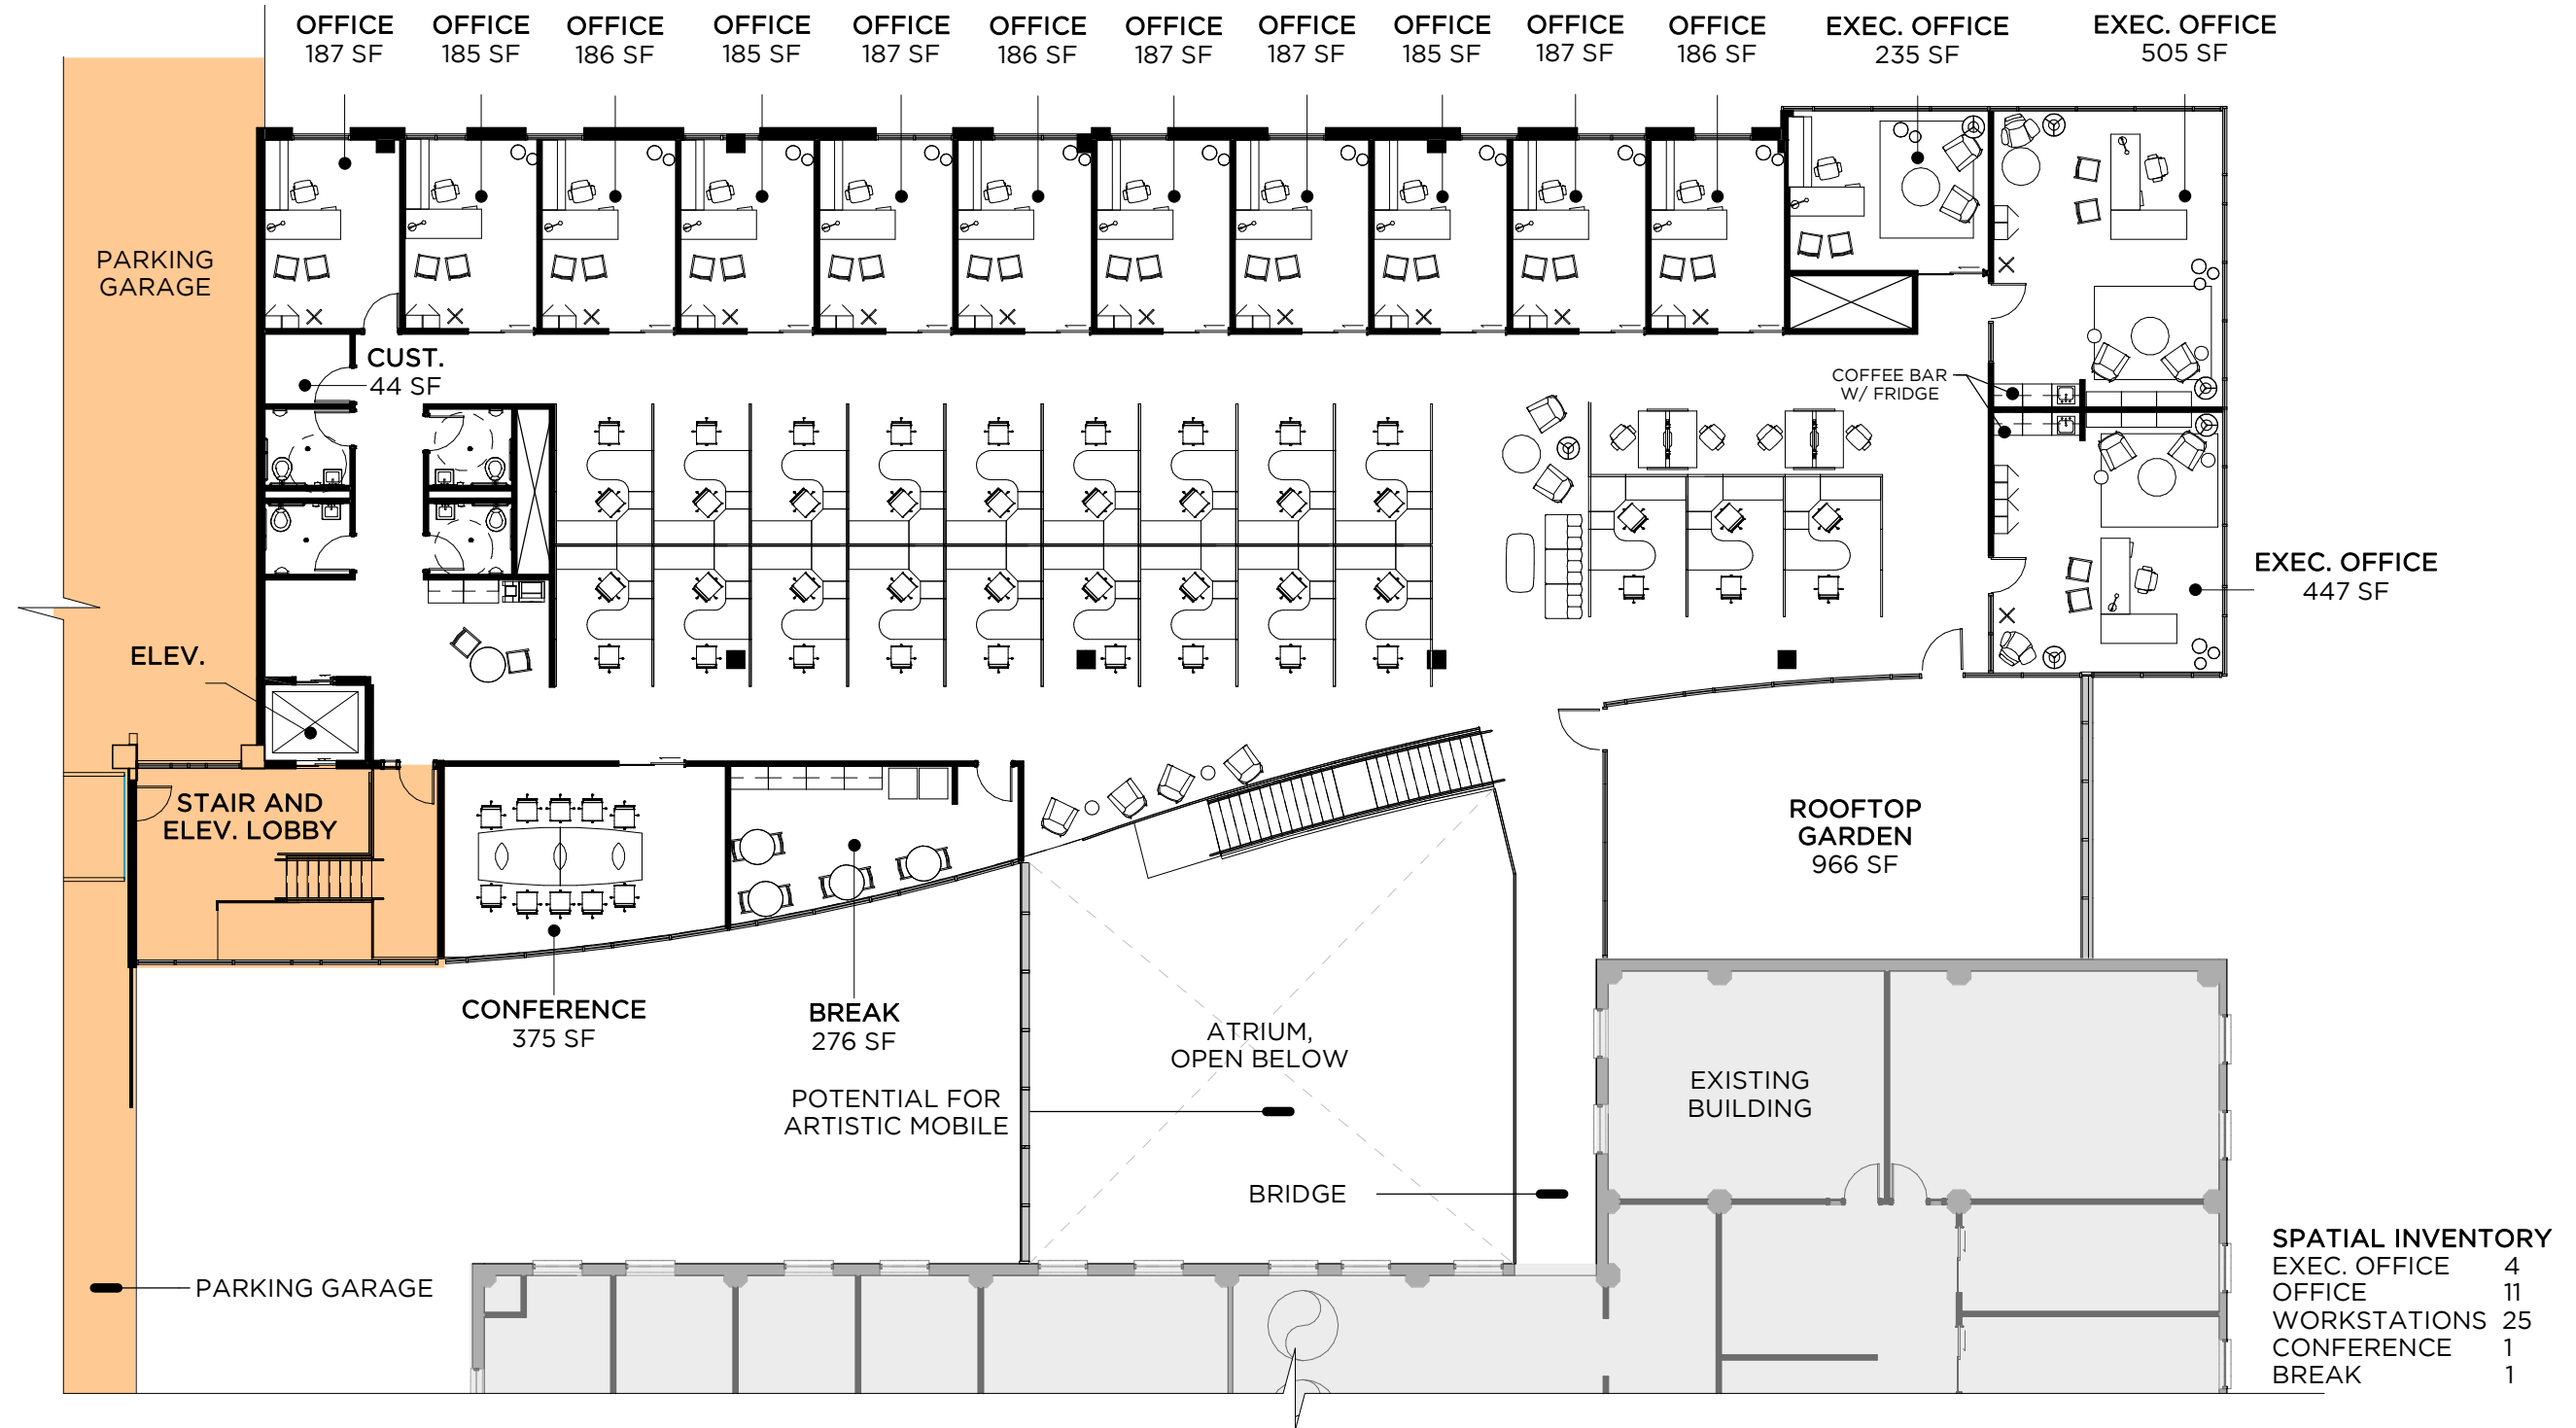 OFFICE
187 SF
OFFICE
185 SF
OFFICE
186 SF
OFFICE
185 SF
OFFICE
187 SF
OFFICE
186 SF
OFFICE
187 SF
OFFICE
187 SF
OFFICE
185 SF
OFFICE
187 SF
OFFICE
186 SF
EXEC. OFFICE
235 SF
EXEC. OFFICE
505 SF
PARKING
GARAGE
CUST.
44 SF
COFFEE BAR
W/ FRIDGE
EXEC. OFFICE
447 SF
ELEV.
STAIR AND
ELEV. LOBBY
ROOFTOP
GARDEN
966 SF
CONFERENCE
375 SF
BREAK
276 SF
ATRIUM,
OPEN BELOW
POTENTIAL FOR
ARTISTIC MOBILE
EXISTING
BUILDING
BRIDGE
PARKING GARAGE
SPATIAL INVENTORY
EXEC. OFFICE 4
OFFICE 11
WORKSTATIONS 25
CONFERENCE 1
BREAK 1